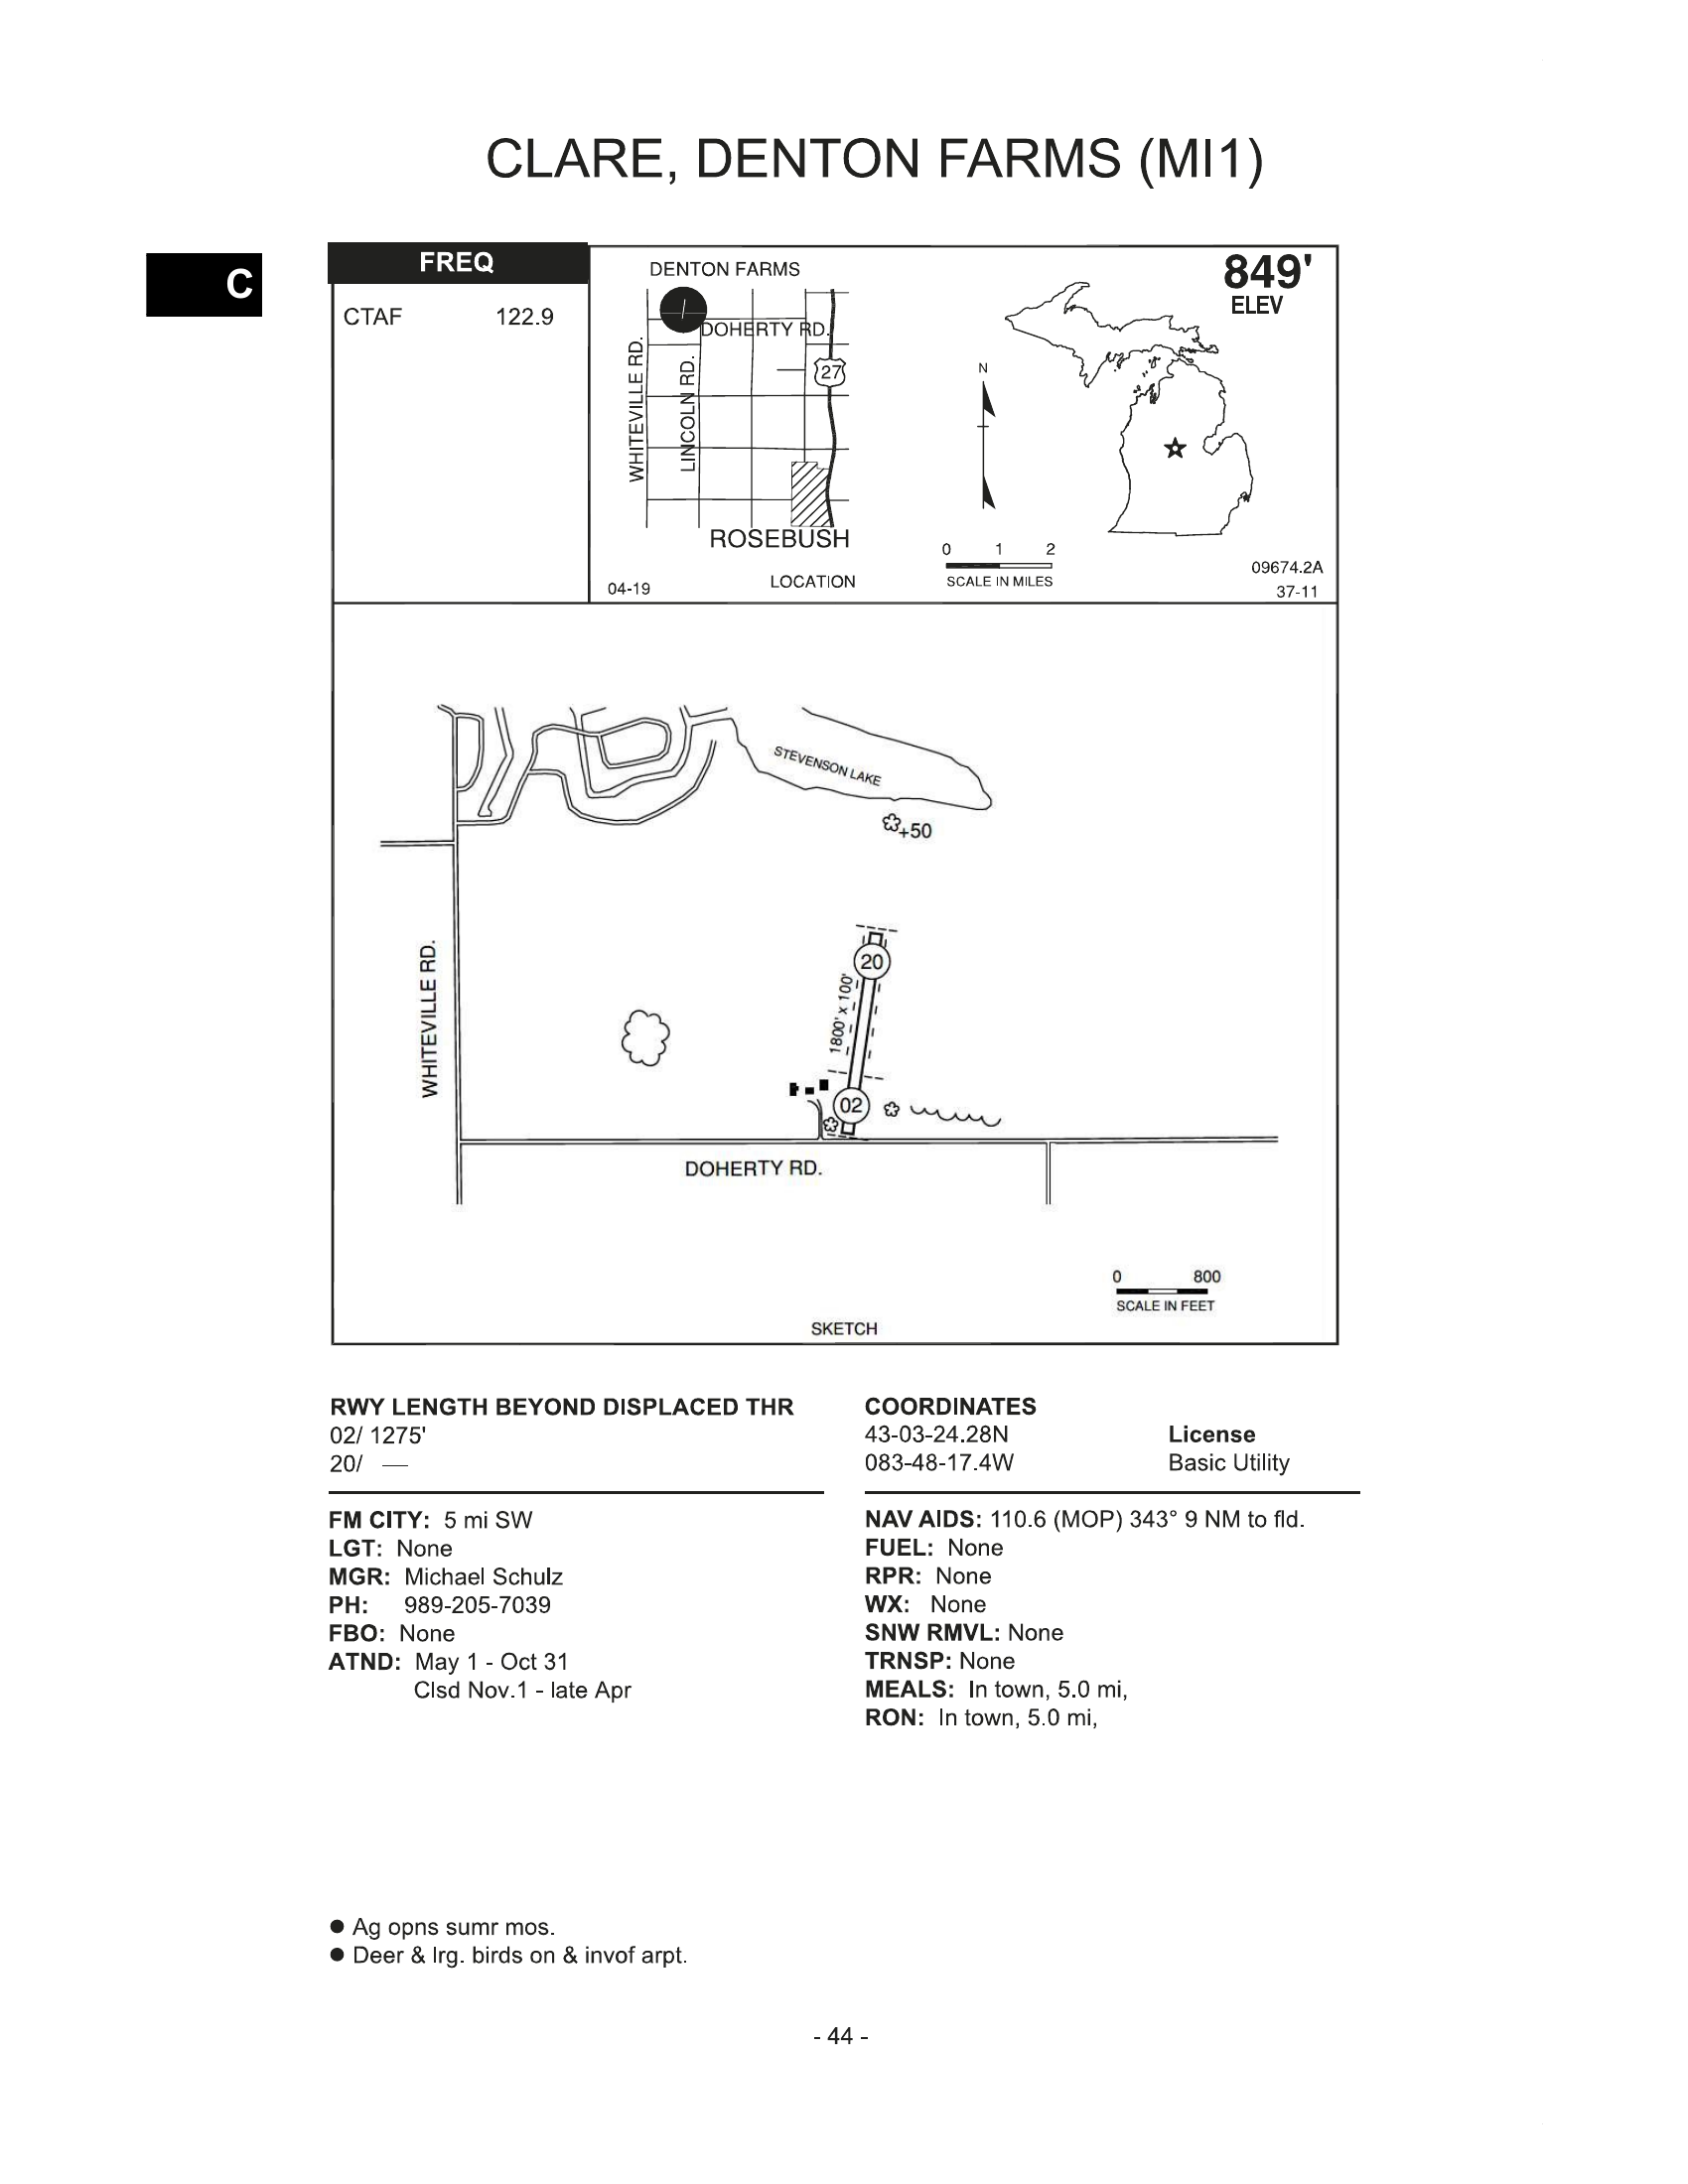 CLARE, DENTON FARMS (MI1)
C
FREQ
CTAF 122.9
DENTON FARMS
DOHERTY RD.
WHITEVILLE RD.
LINCOLN RD.
27
ROSEBUSH
04-19
LOCATION
N
0 1 2
SCALE IN MILES
849'
ELEV
09674.2A
37-11
STEVENSON LAKE
+50
WHITEVILLE RD.
20
1800' x 100'
02
DOHERTY RD.
0 800
SCALE IN FEET
SKETCH
RWY LENGTH BEYOND DISPLACED THR
02/ 1275'
20/ —
COORDINATES
43-03-24.28N
083-48-17.4W
License
Basic Utility
FM CITY: 5 mi SW
LGT: None
MGR: Michael Schulz
PH: 989-205-7039
FBO: None
ATND: May 1 - Oct 31
Clsd Nov.1 - late Apr
NAV AIDS: 110.6 (MOP) 343° 9 NM to fld.
FUEL: None
RPR: None
WX: None
SNW RMVL: None
TRNSP: None
MEALS: In town, 5.0 mi,
RON: In town, 5.0 mi,
● Ag opns sumr mos.
● Deer & lrg. birds on & invof arpt.
- 44 -